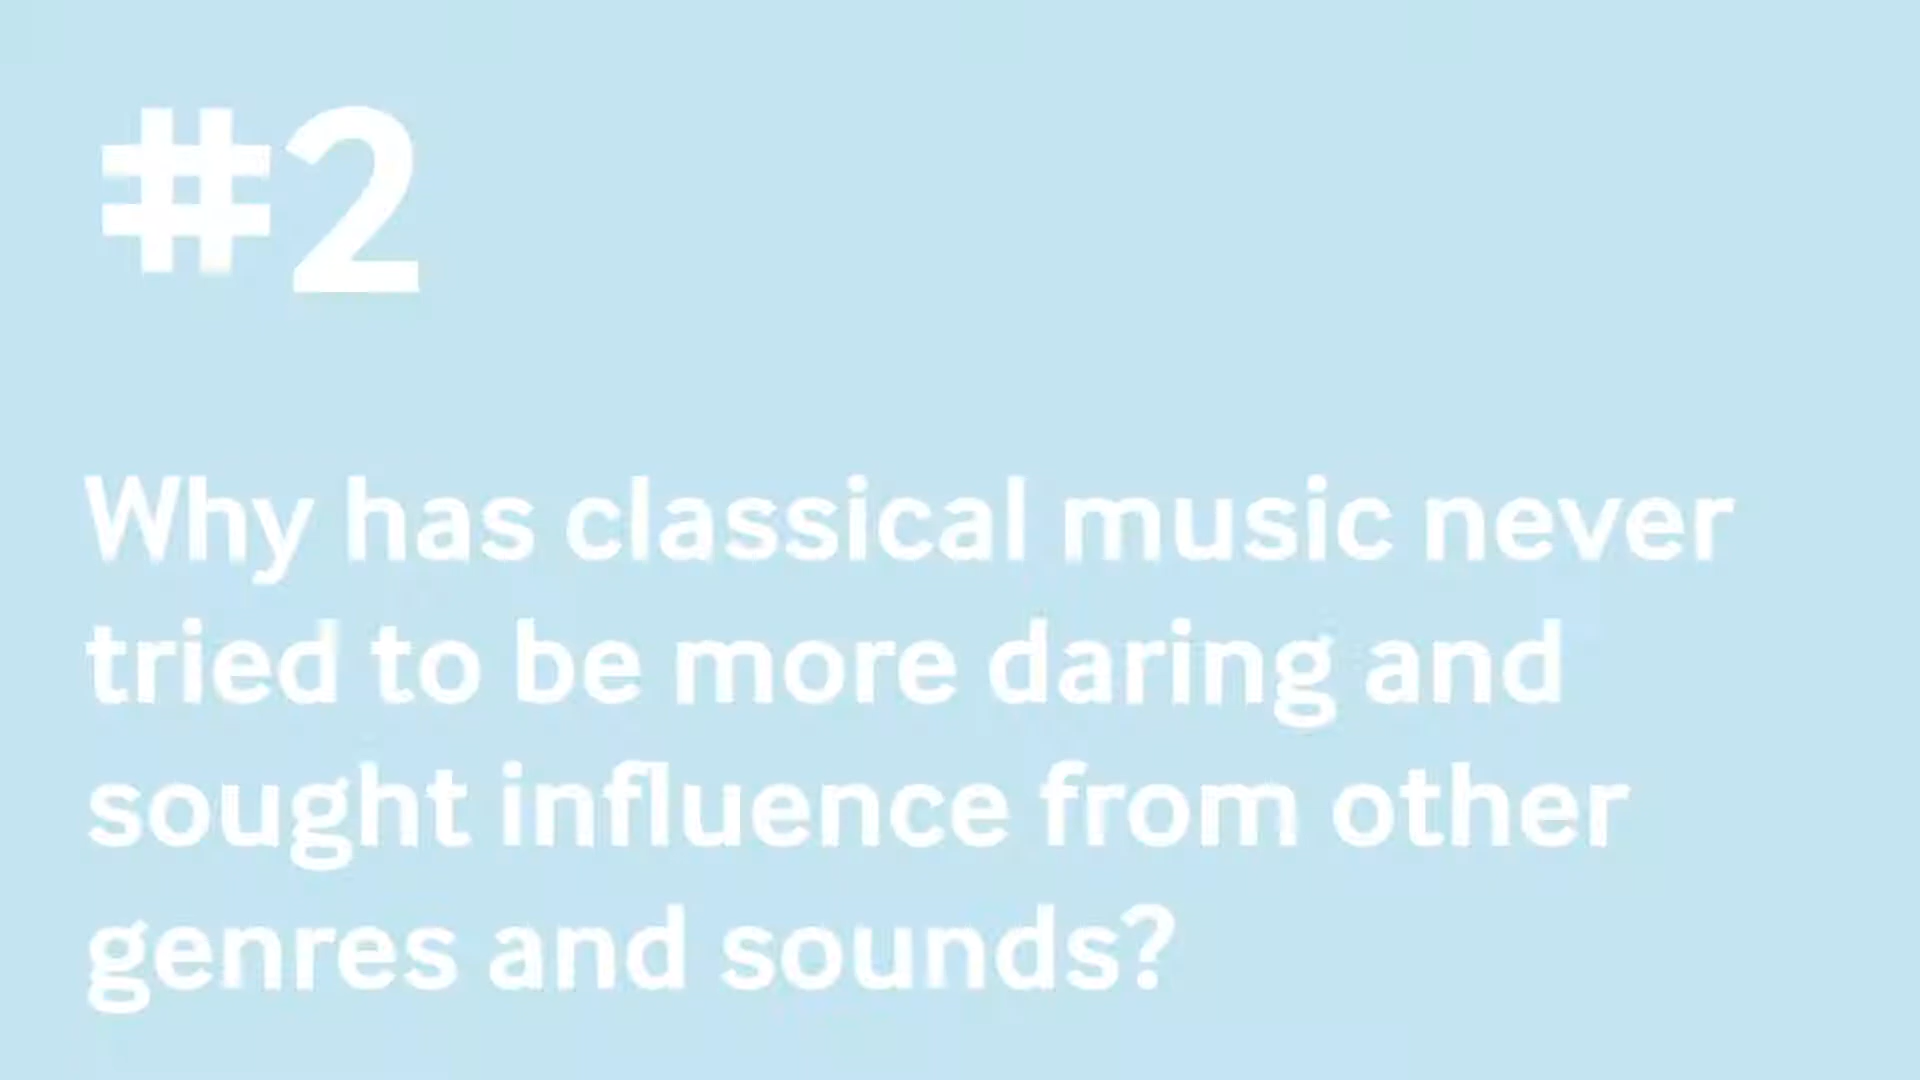 #2
Why has classical music never
tried to be more daring and
sought influence from other
genres and sounds?